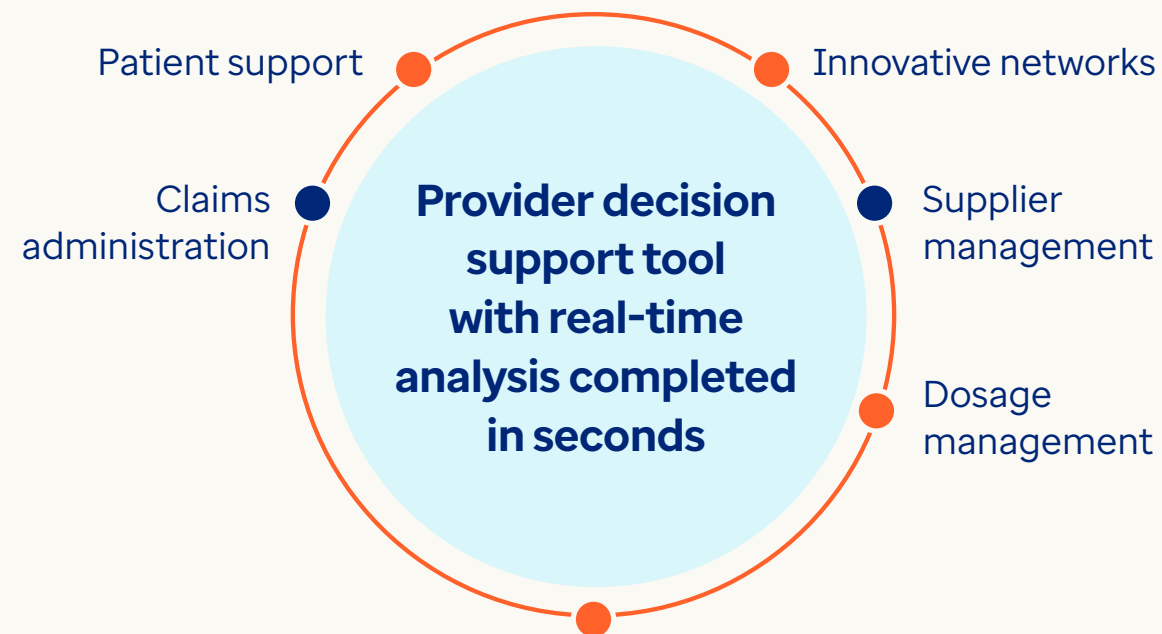 Patient support
Innovative networks
Claims
administration
Provider decision
support tool
with real-time
analysis completed
in seconds
Supplier
management
Dosage
management